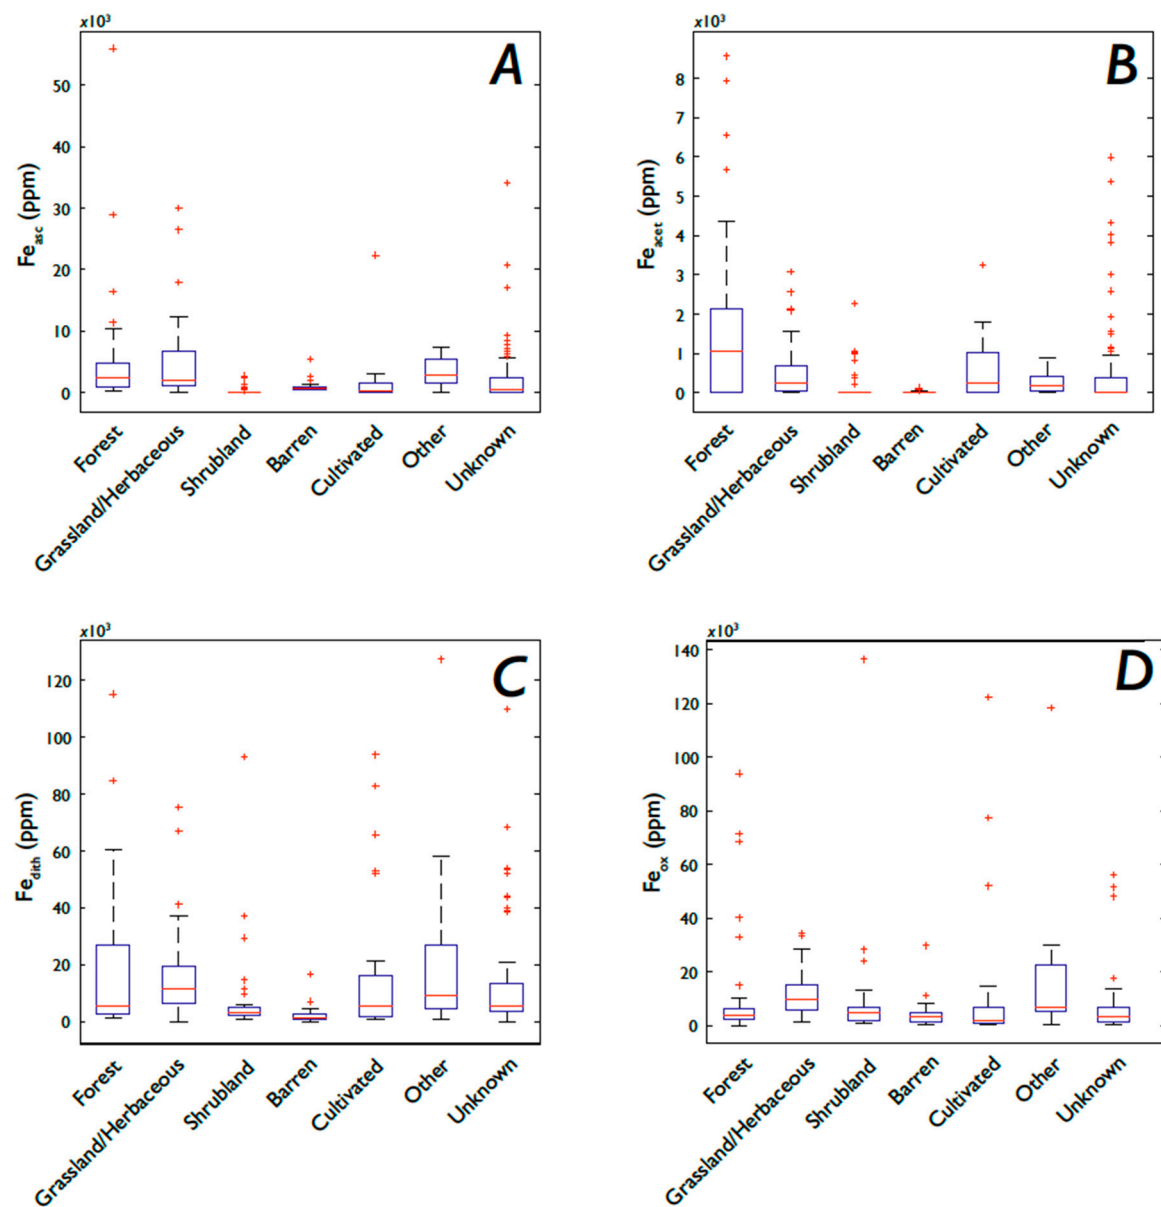 x10³
A
50
40
30
20
10
0
Fe_asc (ppm)
Forest
Grassland/Herbaceous
Shrubland
Barren
Cultivated
Other
Unknown
x10³
B
8
7
6
5
4
3
2
1
0
Fe_acet (ppm)
Forest
Grassland/Herbaceous
Shrubland
Barren
Cultivated
Other
Unknown
x10³
C
120
100
80
60
40
20
0
Fe_dith (ppm)
Forest
Grassland/Herbaceous
Shrubland
Barren
Cultivated
Other
Unknown
x10³
D
140
120
100
80
60
40
20
0
Fe_ox (ppm)
Forest
Grassland/Herbaceous
Shrubland
Barren
Cultivated
Other
Unknown